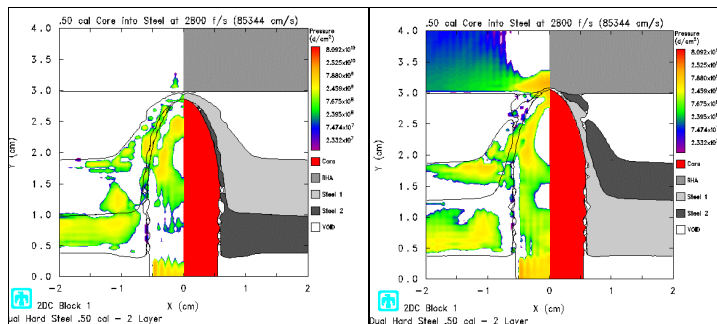 .50 cal Core into Steel at 2800 f/s (85344 cm/s)
Pressure
(d/cm²)
8.092x10¹⁰
2.525x10¹⁰
7.880x10⁹
2.459x10⁹
7.675x10⁸
2.395x10⁸
7.474x10⁷
2.332x10⁷
Core
RHA
Steel 1
Steel 2
VOID
4.0
3.5
3.0
2.5
2.0
1.5
1.0
0.5
0.0
Y (cm)
-2
-1
0
1
2
X (cm)
2DC Block 1
ual Hard Steel .50 cal - 2 Layer
.50 cal Core into Steel at 2800 f/s (85344 cm/s)
Pressure
(d/cm²)
8.092x10¹⁰
2.525x10¹⁰
7.880x10⁹
2.459x10⁹
7.675x10⁸
2.395x10⁸
7.474x10⁷
2.332x10⁷
Core
RHA
Steel 1
Steel 2
VOID
4.0
3.5
3.0
2.5
2.0
1.5
1.0
0.5
0.0
Y (cm)
-2
-1
0
1
2
X (cm)
2DC Block 1
Dual Hard Steel .50 cal - 2 Layer